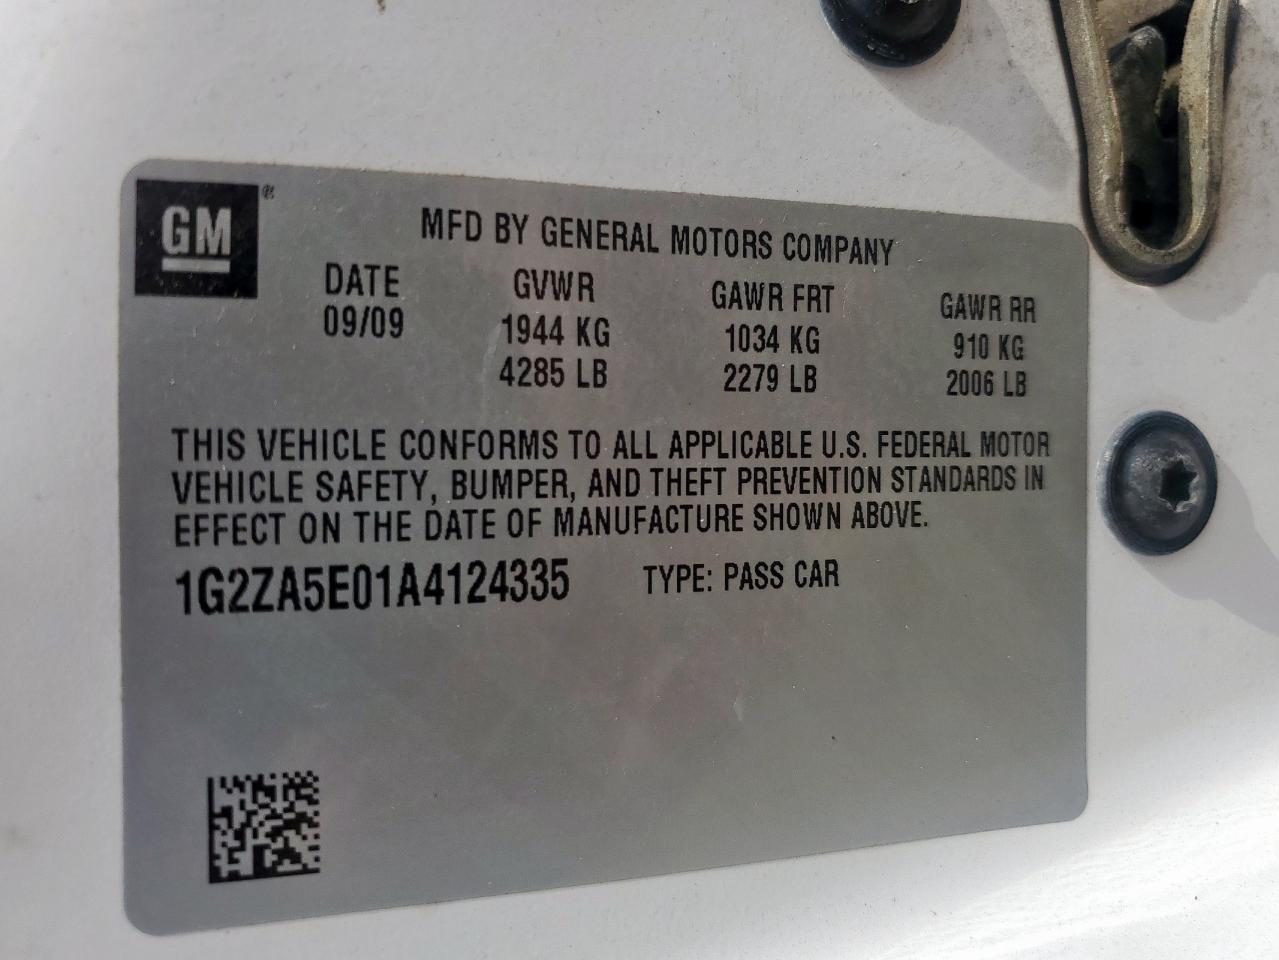 GM®
MFD BY GENERAL MOTORS COMPANY
DATE GVWR GAWR FRT GAWR RR
09/09 1944 KG 1034 KG 910 KG
4285 LB 2279 LB 2006 LB
THIS VEHICLE CONFORMS TO ALL APPLICABLE U.S. FEDERAL MOTOR
VEHICLE SAFETY, BUMPER, AND THEFT PREVENTION STANDARDS IN
EFFECT ON THE DATE OF MANUFACTURE SHOWN ABOVE.
1G2ZA5E01A4124335 TYPE: PASS CAR